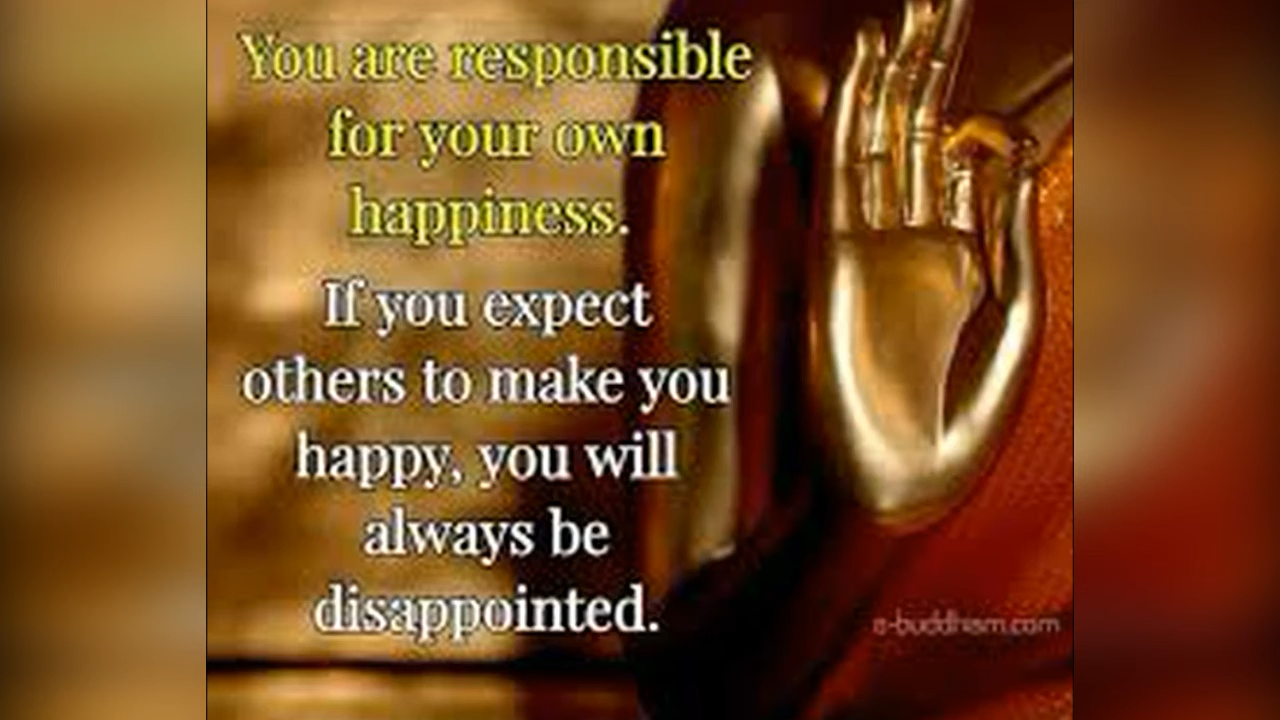 You are responsible
for your own
happiness.
If you expect
others to make you
happy, you will
always be
disappointed.
e-buddhism.com